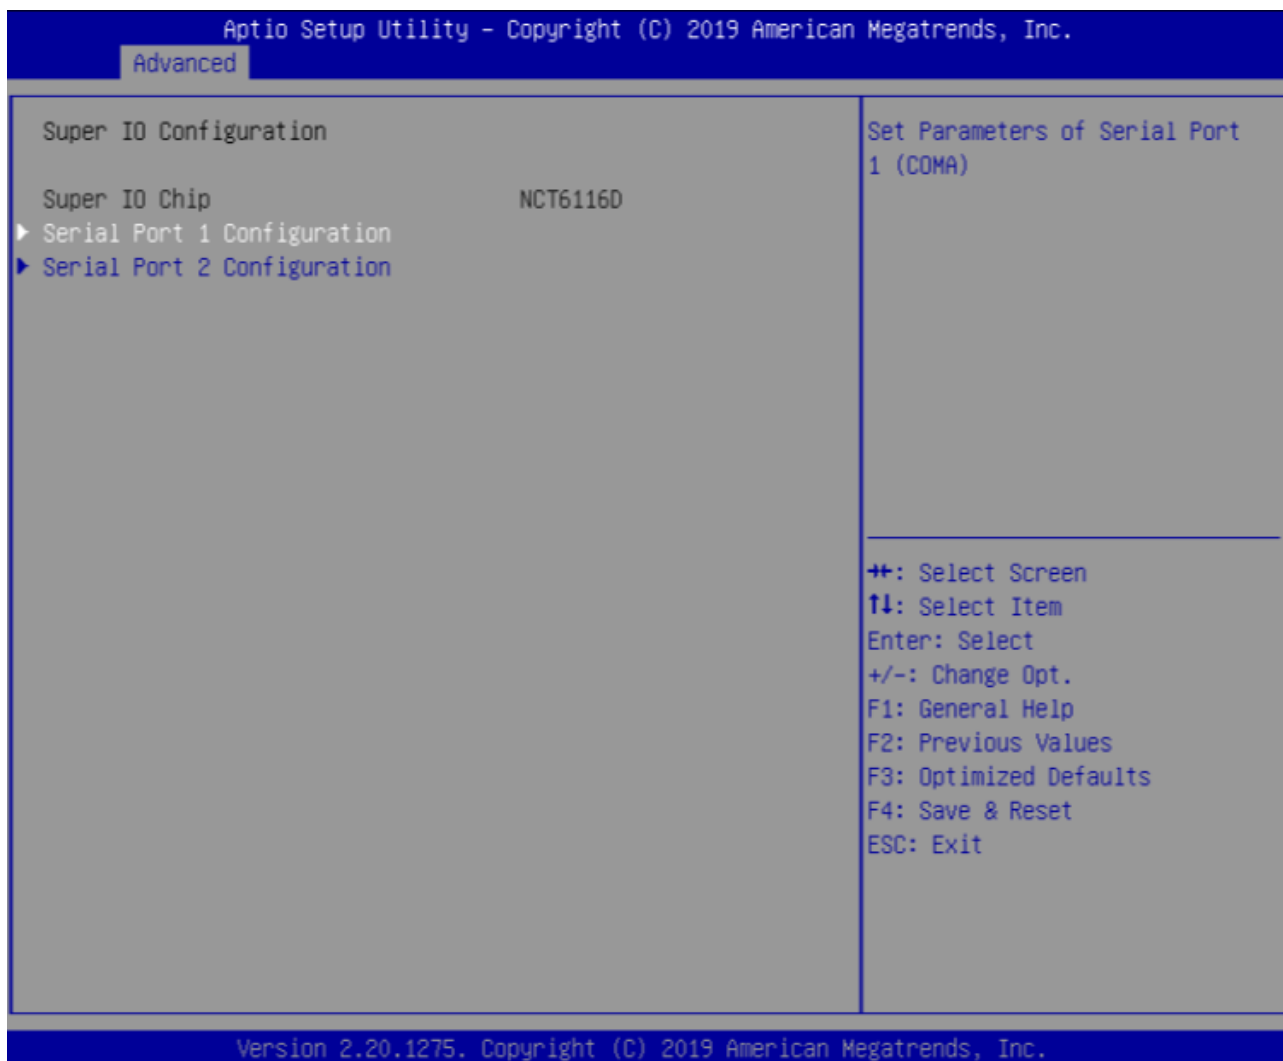 Aptio Setup Utility – Copyright (C) 2019 American Megatrends, Inc.
Advanced
Super IO Configuration
Super IO Chip NCT6116D
Serial Port 1 Configuration
Serial Port 2 Configuration
Set Parameters of Serial Port
1 (COMA)
→←: Select Screen
↑↓: Select Item
Enter: Select
+/-: Change Opt.
F1: General Help
F2: Previous Values
F3: Optimized Defaults
F4: Save & Reset
ESC: Exit
Version 2.20.1275. Copyright (C) 2019 American Megatrends, Inc.